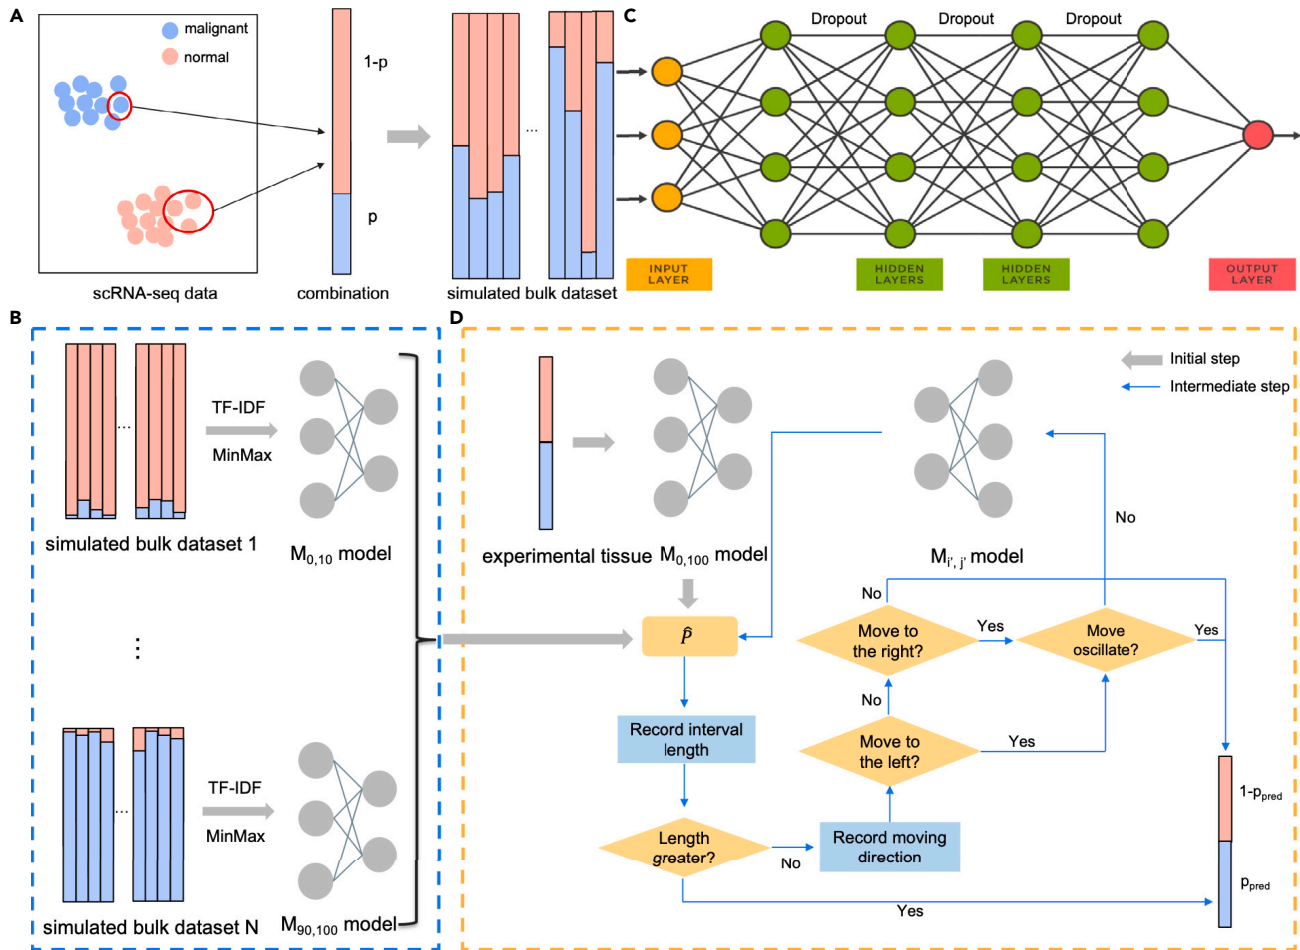 A
malignant
normal
scRNA-seq data
1-p
p
combination
...
simulated bulk dataset
C
Dropout
Dropout
Dropout
INPUT
LAYER
HIDDEN
LAYERS
HIDDEN
LAYERS
OUTPUT
LAYER
B
...
TF-IDF
MinMax
simulated bulk dataset 1
M0,10 model
...
...
TF-IDF
MinMax
simulated bulk dataset N
M90,100 model
D
Initial step
Intermediate step
experimental tissue
M0,100 model
Mi', j' model
No
No
P̂
Move to
the right?
Yes
Move
oscillate?
Yes
No
Record interval
length
Move to
the left?
Yes
1-ppred
Length
greater?
No
Record moving
direction
ppred
Yes